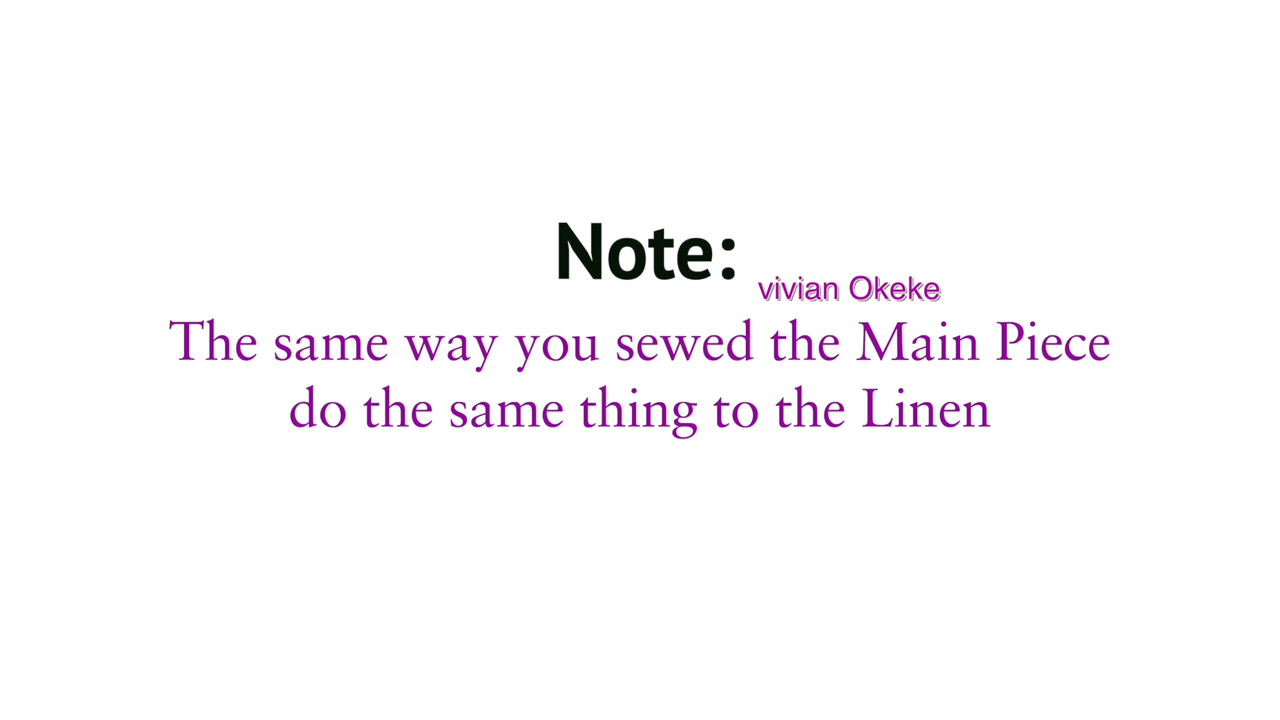 Note:
vivian Okeke
The same way you sewed the Main Piece
do the same thing to the Linen